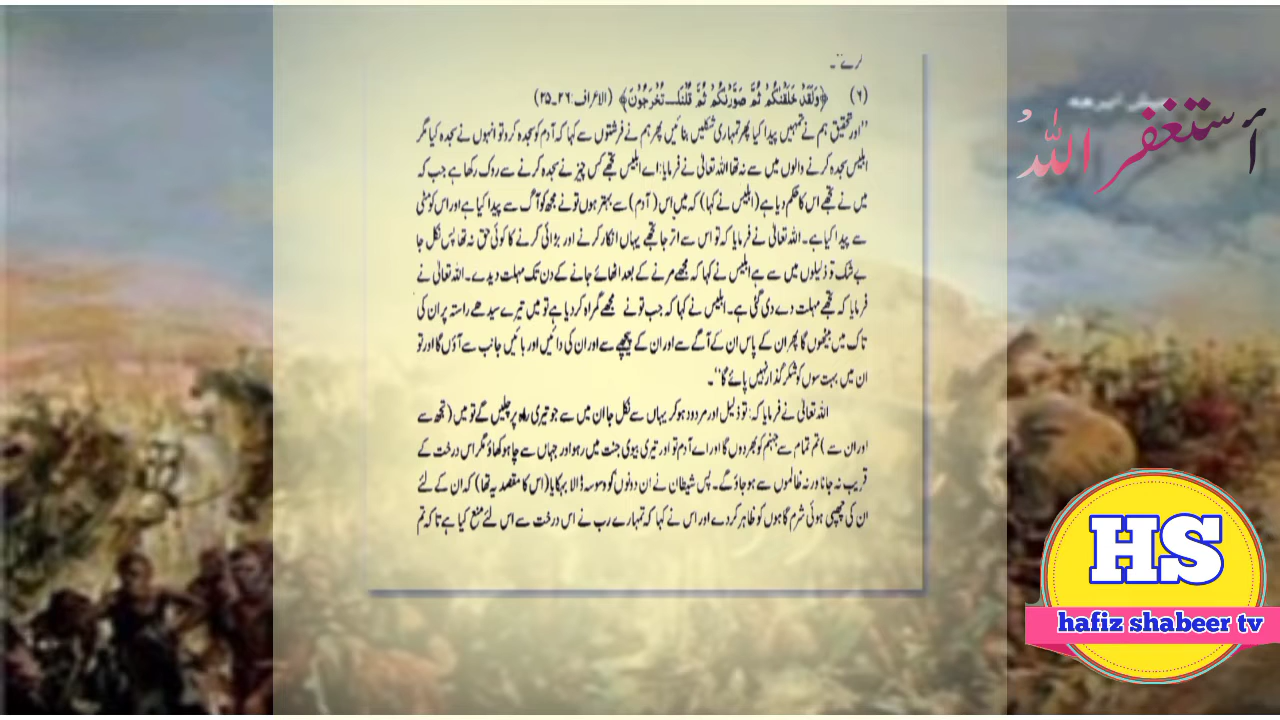 کرے"۔
(۶) ﴿وَلَقَدْ خَلَقْنٰكُمْ ثُمَّ صَوَّرْنٰكُمْ ثُمَّ قُلْنَا ــ تُخْرَجُوْنَ﴾ (الاعراف:۲۶۔۲۵)
"اور تحقیق ہم نے تمہیں پیدا کیا پھر تمہاری شکلیں بنائیں پھر ہم نے فرشتوں سے کہا کہ آدم کو سجدہ کرو تو انہوں نے سجدہ کیا مگر
ابلیس سجدہ کرنے والوں میں سے نہ تھا اللہ تعالیٰ نے فرمایا: اے ابلیس تجھے کس چیز نے سجدہ کرنے سے روک رکھا ہے جب کہ
میں نے تجھے اس کا حکم دیا ہے (ابلیس نے کہا) کہ میں اس (آدم) سے بہتر ہوں تو نے مجھ کو آگ سے پیدا کیا ہے اور اس کو مٹی
سے پیدا کیا ہے۔ اللہ تعالیٰ نے فرمایا کہ تو اس سے اتر جا تجھے یہاں انکار کرنے اور بڑائی کرنے کا کوئی حق نہ تھا پس نکل جا
بے شک تو ذلیلوں میں سے ہے ابلیس نے کہا کہ مجھے مرنے کے بعد اٹھائے جانے کے دن تک مہلت دیدے۔ اللہ تعالیٰ نے
فرمایا کہ تجھے مہلت دے دی گئی ہے۔ ابلیس نے کہا کہ جب تو نے مجھے گمراہ کر دیا ہے تو میں تیرے سیدھے راستہ پر ان کی
تاک میں بیٹھوں گا پھر ان کے پاس ان کے آگے سے اور ان کے پیچھے سے اور ان کی دائیں اور بائیں جانب سے آؤں گا اور تو
ان میں بہت سوں کو شکر گذار نہیں پائے گا"۔
اللہ تعالیٰ نے فرمایا کہ: تو ذلیل اور مردود ہو کر یہاں سے نکل جا ان میں سے جو تیری راہ پر چلیں گے تو میں (تجھ سے
اور ان سے) تم تمام سے جہنم کو بھر دوں گا اور اے آدم تو اور تیری بیوی جنت میں رہو اور جہاں سے چاہو کھاؤ مگر اس درخت کے
قریب نہ جانا ورنہ ظالموں سے ہو جاؤ گے۔ پس شیطان نے ان دونوں کو وسوسہ ڈالا بہکایا (اس کا مقصد یہ تھا) کہ ان کے لئے
ان کی چھپی ہوئی شرم گاہوں کو ظاہر کر دے اور اس نے کہا کہ تمہارے رب نے اس درخت سے اس لئے منع کیا ہے تاکہ تم
أستغفر اللهَ
HS
hafiz shabeer tv